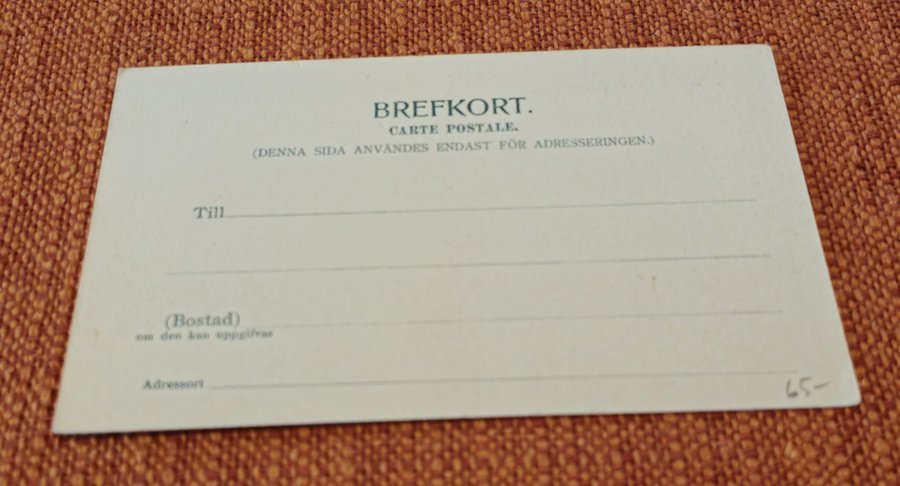 BREFKORT.
CARTE POSTALE.
(DENNA SIDA ANVÄNDES ENDAST FÖR ADRESSERINGEN.)
Till
(Bostad)
om den kan uppgifvas
Adressort
65-